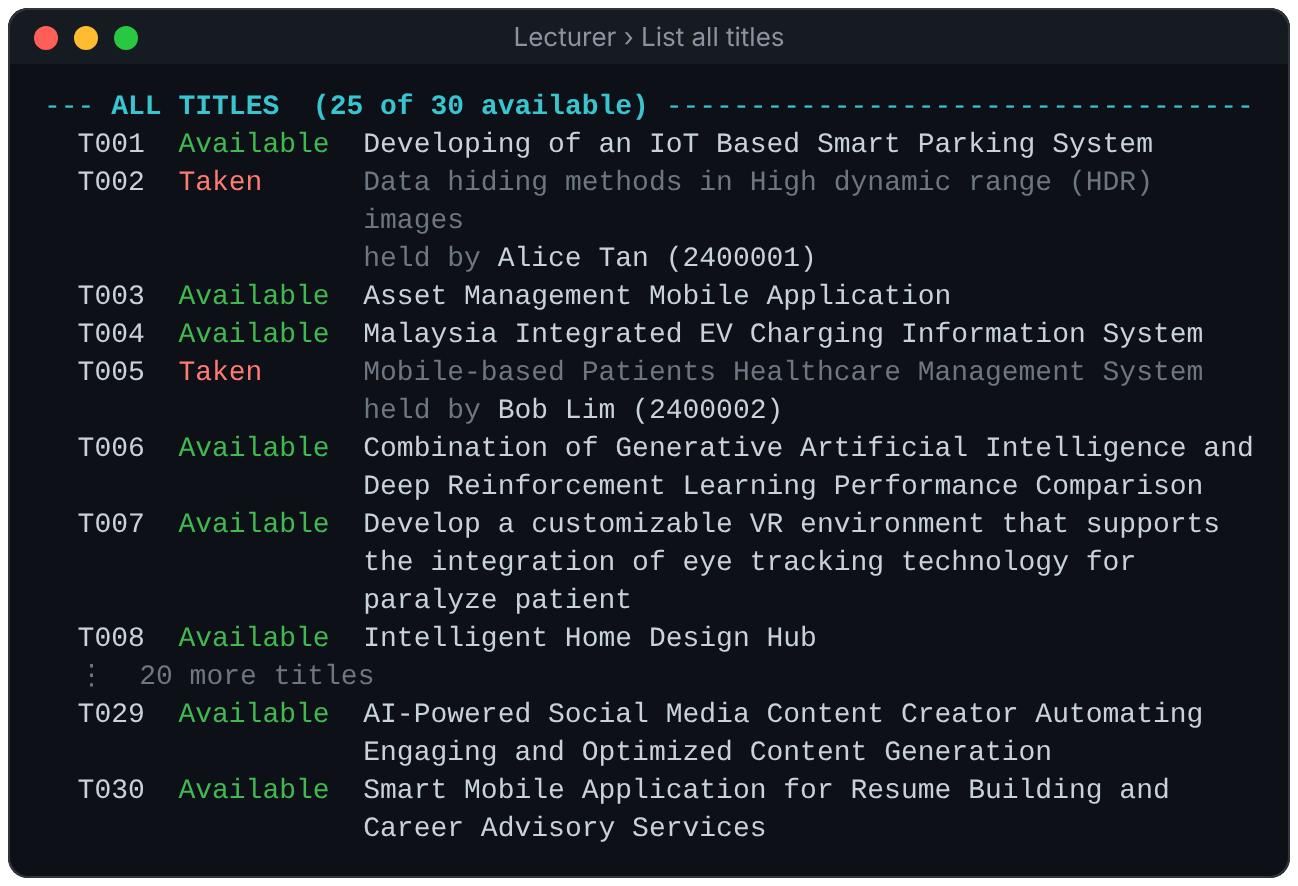 Lecturer › List all titles
--- ALL TITLES  (25 of 30 available) -----------------------------------
T001  Available  Developing of an IoT Based Smart Parking System
T002  Taken      Data hiding methods in High dynamic range (HDR)
images
held by Alice Tan (2400001)
T003  Available  Asset Management Mobile Application
T004  Available  Malaysia Integrated EV Charging Information System
T005  Taken      Mobile-based Patients Healthcare Management System
held by Bob Lim (2400002)
T006  Available  Combination of Generative Artificial Intelligence and
Deep Reinforcement Learning Performance Comparison
T007  Available  Develop a customizable VR environment that supports
the integration of eye tracking technology for
paralyze patient
T008  Available  Intelligent Home Design Hub
⋮  20 more titles
T029  Available  AI-Powered Social Media Content Creator Automating
Engaging and Optimized Content Generation
T030  Available  Smart Mobile Application for Resume Building and
Career Advisory Services